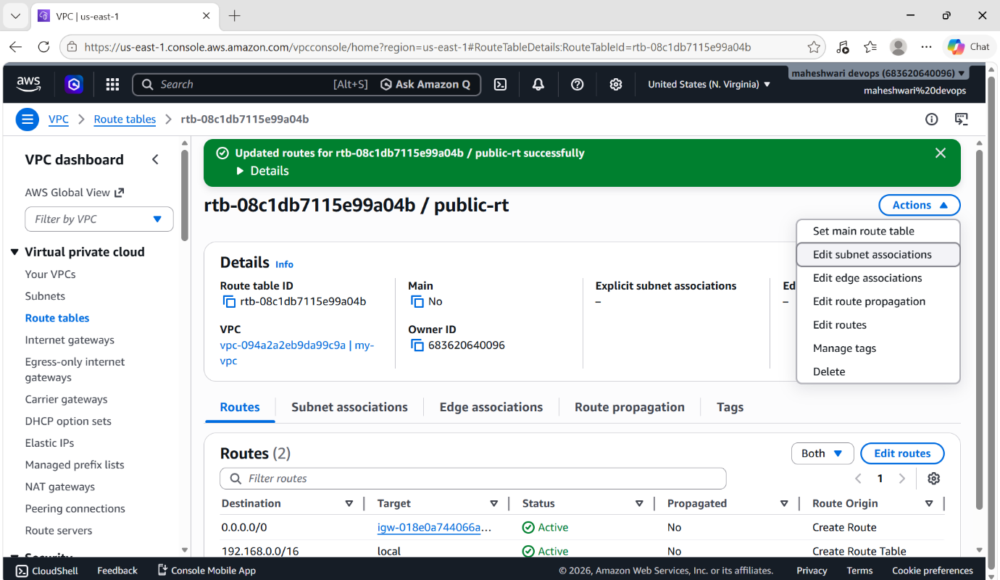 VPC | us-east-1
https://us-east-1.console.aws.amazon.com/vpcconsole/home?region=us-east-1#RouteTableDetails:RouteTableId=rtb-08c1db7115e99a04b
Chat
aws
Search [Alt+S] Ask Amazon Q
United States (N. Virginia)
maheshwari devops (683620640096)
maheshwari%20devops
VPC
Route tables
rtb-08c1db7115e99a04b
VPC dashboard
AWS Global View
Filter by VPC
Virtual private cloud
Your VPCs
Subnets
Route tables
Internet gateways
Egress-only internet
gateways
Carrier gateways
DHCP option sets
Elastic IPs
Managed prefix lists
NAT gateways
Peering connections
Route servers
Security
Updated routes for rtb-08c1db7115e99a04b / public-rt successfully
Details
rtb-08c1db7115e99a04b / public-rt
Actions
Set main route table
Edit subnet associations
Edit edge associations
Edit route propagation
Edit routes
Manage tags
Delete
Details Info
Route table ID
rtb-08c1db7115e99a04b
Main
No
Explicit subnet associations
–
Ed
–
VPC
vpc-094a2a2eb9da99c9a | my-
vpc
Owner ID
683620640096
Routes
Subnet associations
Edge associations
Route propagation
Tags
Routes (2)
Both
Edit routes
Filter routes
1
Destination Target Status Propagated Route Origin
0.0.0.0/0 igw-018e0a744066a... Active No Create Route
192.168.0.0/16 local Active No Create Route Table
CloudShell
Feedback
Console Mobile App
© 2026, Amazon Web Services, Inc. or its affiliates.
Privacy
Terms
Cookie preferences